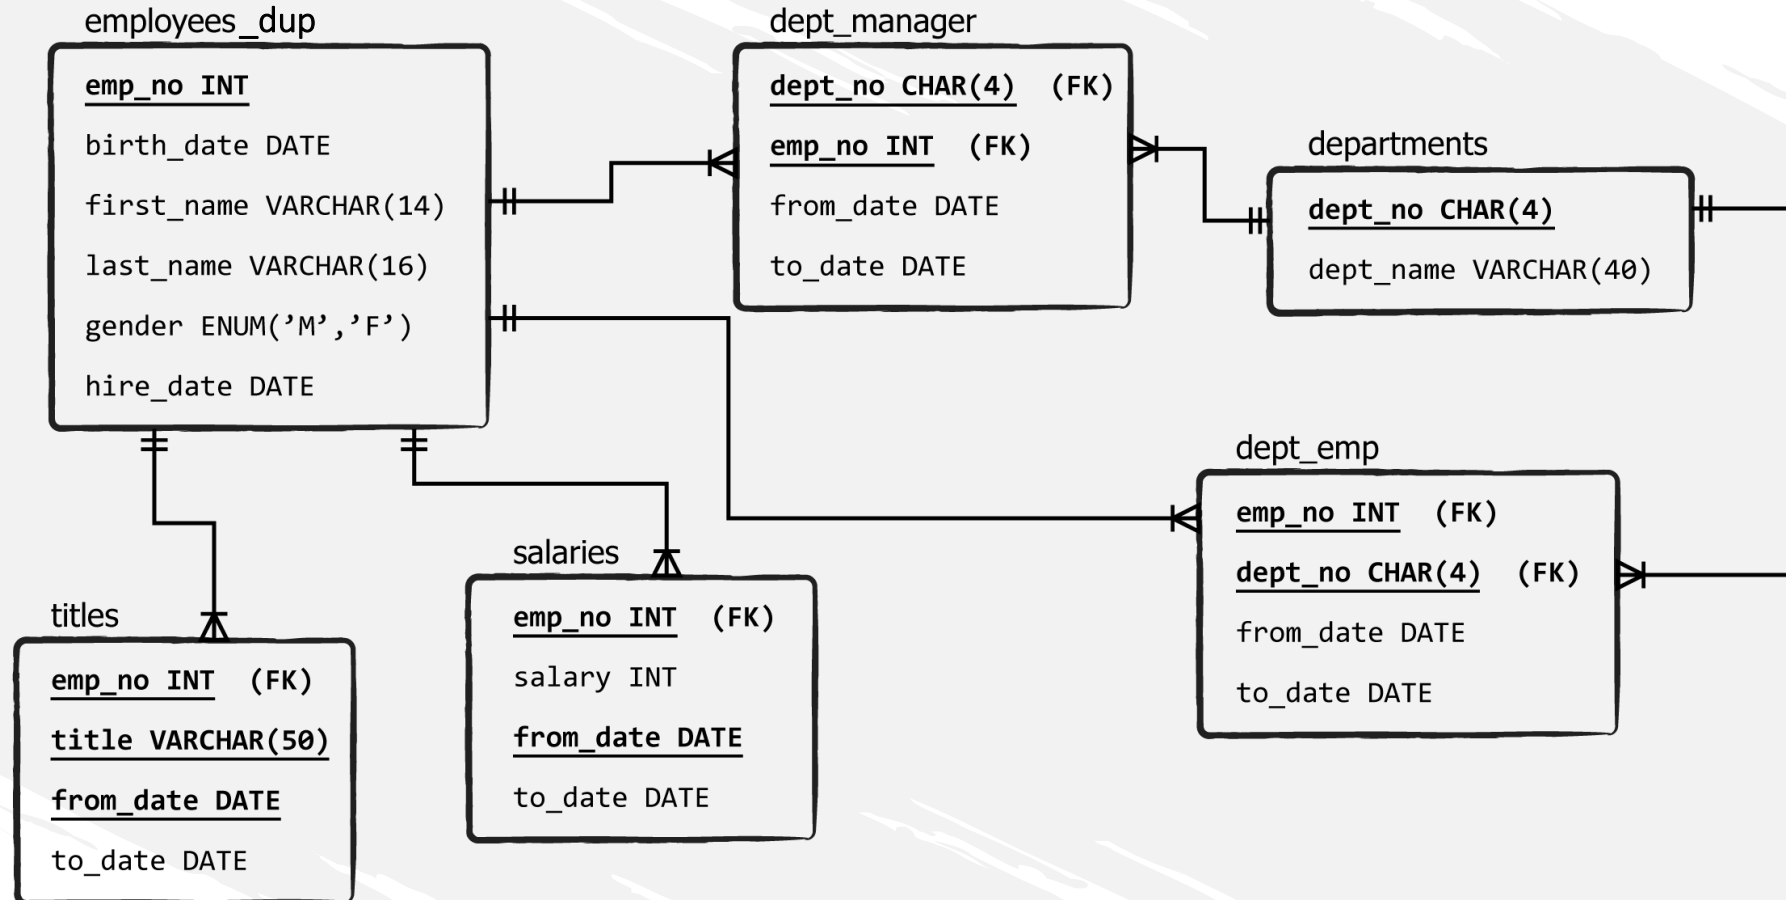 employees_dup
emp_no INT
birth_date DATE
first_name VARCHAR(14)
last_name VARCHAR(16)
gender ENUM(’M’,’F’)
hire_date DATE
dept_manager
dept_no CHAR(4) (FK)
emp_no INT (FK)
from_date DATE
to_date DATE
departments
dept_no CHAR(4)
dept_name VARCHAR(40)
dept_emp
emp_no INT (FK)
dept_no CHAR(4) (FK)
from_date DATE
to_date DATE
salaries
emp_no INT (FK)
salary INT
from_date DATE
to_date DATE
titles
emp_no INT (FK)
title VARCHAR(50)
from_date DATE
to_date DATE